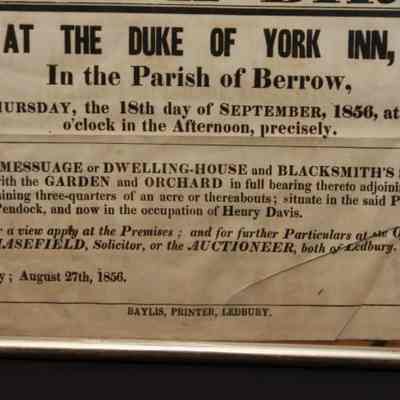 AT THE DUKE OF YORK INN,
In the Parish of Berrow,
HURSDAY, the 18th day of SEPTEMBER, 1856, at
o'clock in the Afternoon, precisely.
MESSUAGE or DWELLING-HOUSE and BLACKSMITH'S
with the GARDEN and ORCHARD in full bearing thereto adjoini
ining three-quarters of an acre or thereabouts; situate in the said P
Pendock, and now in the occupation of Henry Davis.
r a view apply at the Premises; and for further Particulars at the O
ASEFIELD, Solicitor, or the AUCTIONEER, both of Ledbury.
y; August 27th, 1856.
BAYLIS, PRINTER, LEDBURY.